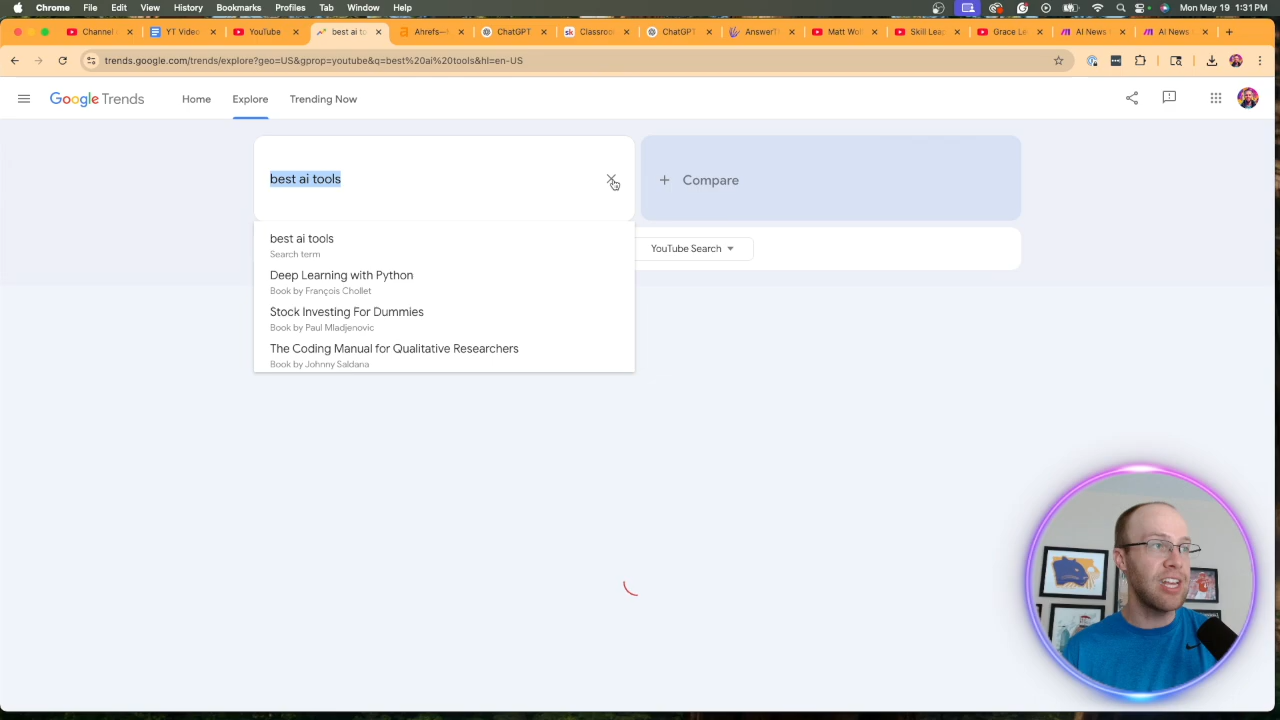 Chrome File Edit View History Bookmarks Profiles Tab Window Help Mon May 19 1:31 PM
Channel YT Video YouTube best ai to Ahrefs— ChatGPT Classroom ChatGPT AnswerT Matt Wol Skill Lea Grace Le AI News AI News
trends.google.com/trends/explore?geo=US&gprop=youtube&q=best%20ai%20tools&hl=en-US
Google Trends Home Explore Trending Now
best ai tools
+ Compare
best ai tools
Search term
YouTube Search
Deep Learning with Python
Book by François Chollet
Stock Investing For Dummies
Book by Paul Mladjenovic
The Coding Manual for Qualitative Researchers
Book by Johnny Saldana